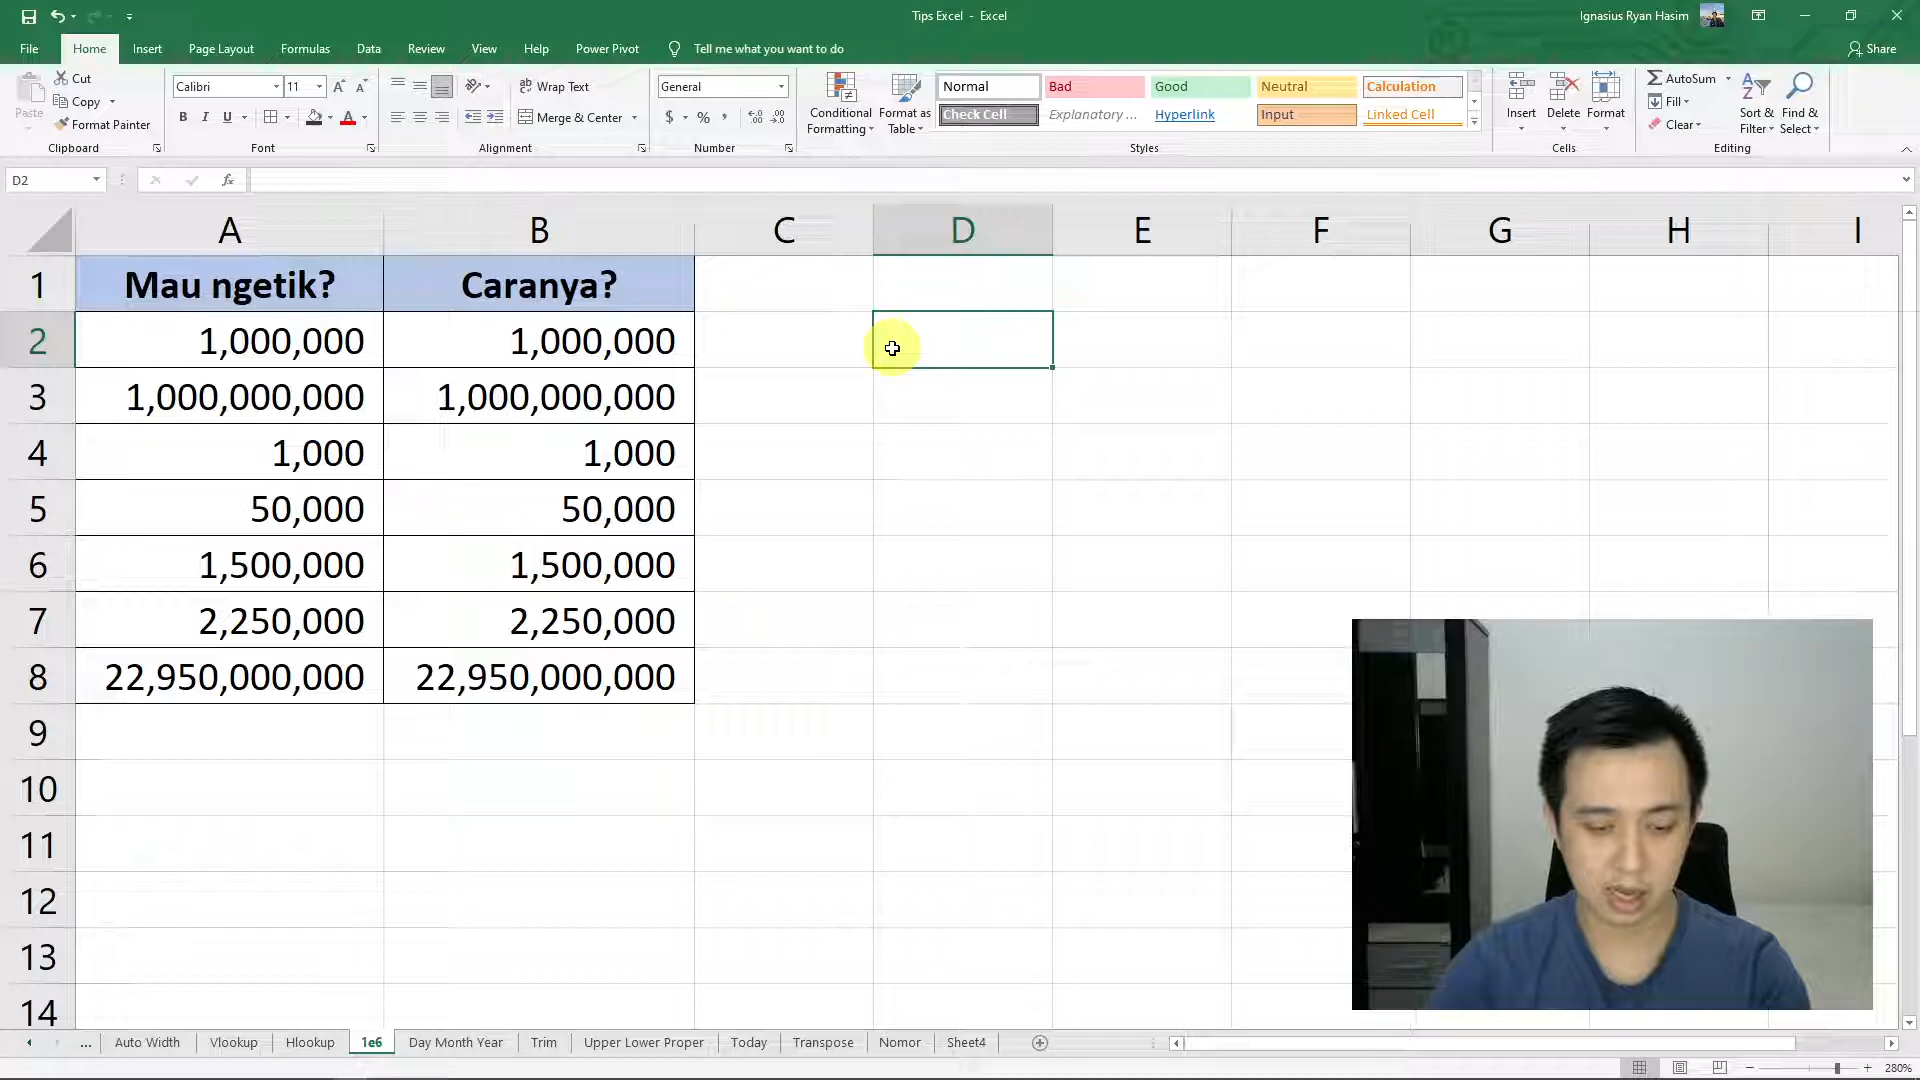 Tips Excel - Excel
Ignasius Ryan Hasim
File Home Insert Page Layout Formulas Data Review View Help Power Pivot Tell me what you want to do Share
Cut
Copy
Format Painter
Paste
Clipboard
Calibri 11
B I U
Font
Wrap Text
Merge & Center
Alignment
General
$ % ,
Number
Conditional Formatting
Format as Table
Normal Bad Good Neutral Calculation
Check Cell Explanatory ... Hyperlink Input Linked Cell
Styles
Insert Delete Format
Cells
AutoSum
Fill
Clear
Sort & Filter
Find & Select
Editing
D2 fx
A B C D E F G H I
1 Mau ngetik? Caranya?
2 1,000,000 1,000,000
3 1,000,000,000 1,000,000,000
4 1,000 1,000
5 50,000 50,000
6 1,500,000 1,500,000
7 2,250,000 2,250,000
8 22,950,000,000 22,950,000,000
9
10
11
12
13
14
... Auto Width Vlookup Hlookup 1e6 Day Month Year Trim Upper Lower Proper Today Transpose Nomor Sheet4
280%